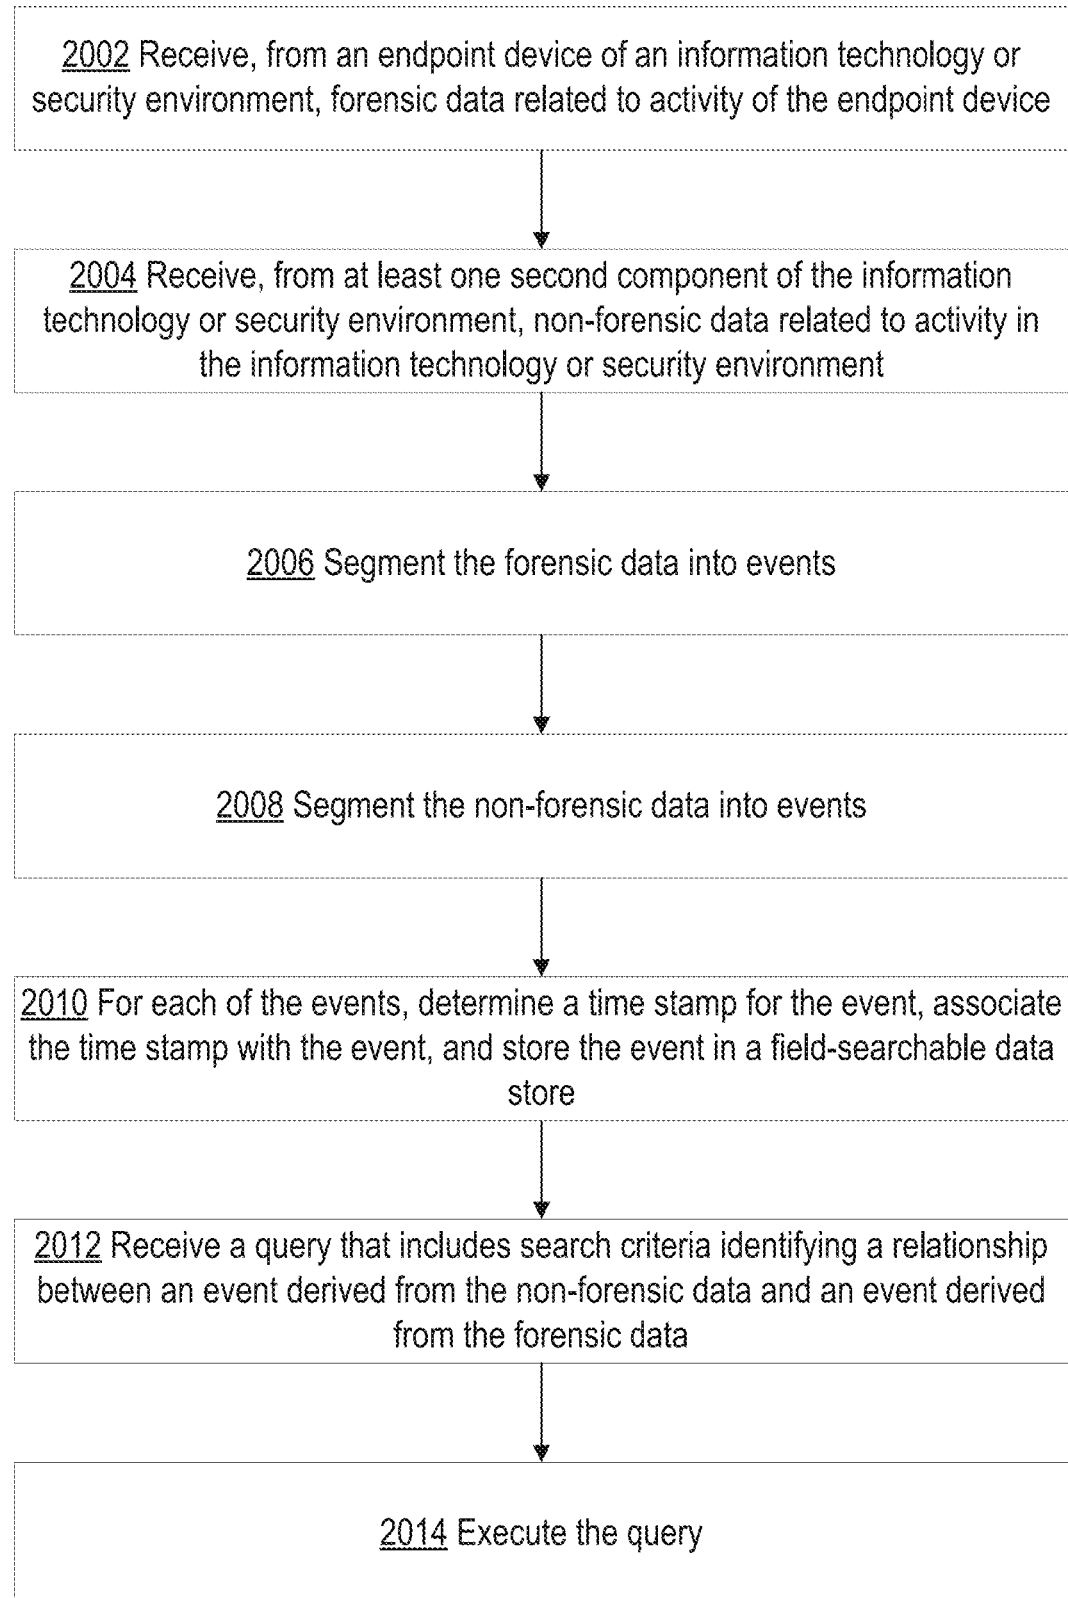 2002 Receive, from an endpoint device of an information technology or
security environment, forensic data related to activity of the endpoint device
2004 Receive, from at least one second component of the information
technology or security environment, non-forensic data related to activity in
the information technology or security environment
2006 Segment the forensic data into events
2008 Segment the non-forensic data into events
2010 For each of the events, determine a time stamp for the event, associate
the time stamp with the event, and store the event in a field-searchable data
store
2012 Receive a query that includes search criteria identifying a relationship
between an event derived from the non-forensic data and an event derived
from the forensic data
2014 Execute the query